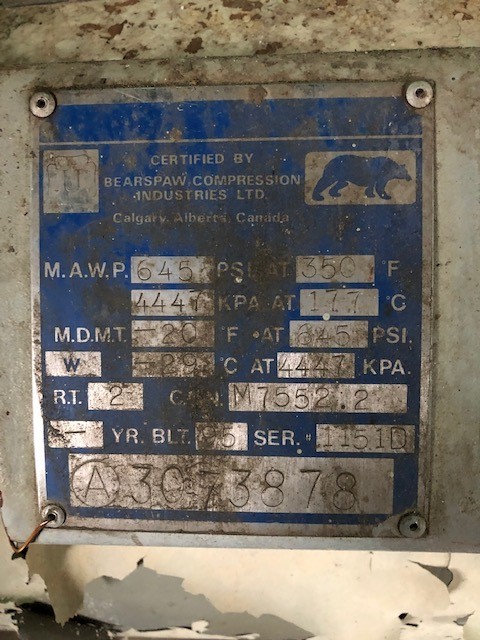 CERTIFIED BY
BEARSPAW COMPRESSION
INDUSTRIES LTD.
Calgary, Alberta, Canada
M.A.W.P. 645 PSI. AT 350 F
4447 KPA AT 177 °C
M.D.M.T. -20 °F AT 645 PSI.
W -29 °C AT 4447 KPA.
R.T. 2 C.R.N. M7552.2
- YR. BLT. SER. # 1151D
A 3073878